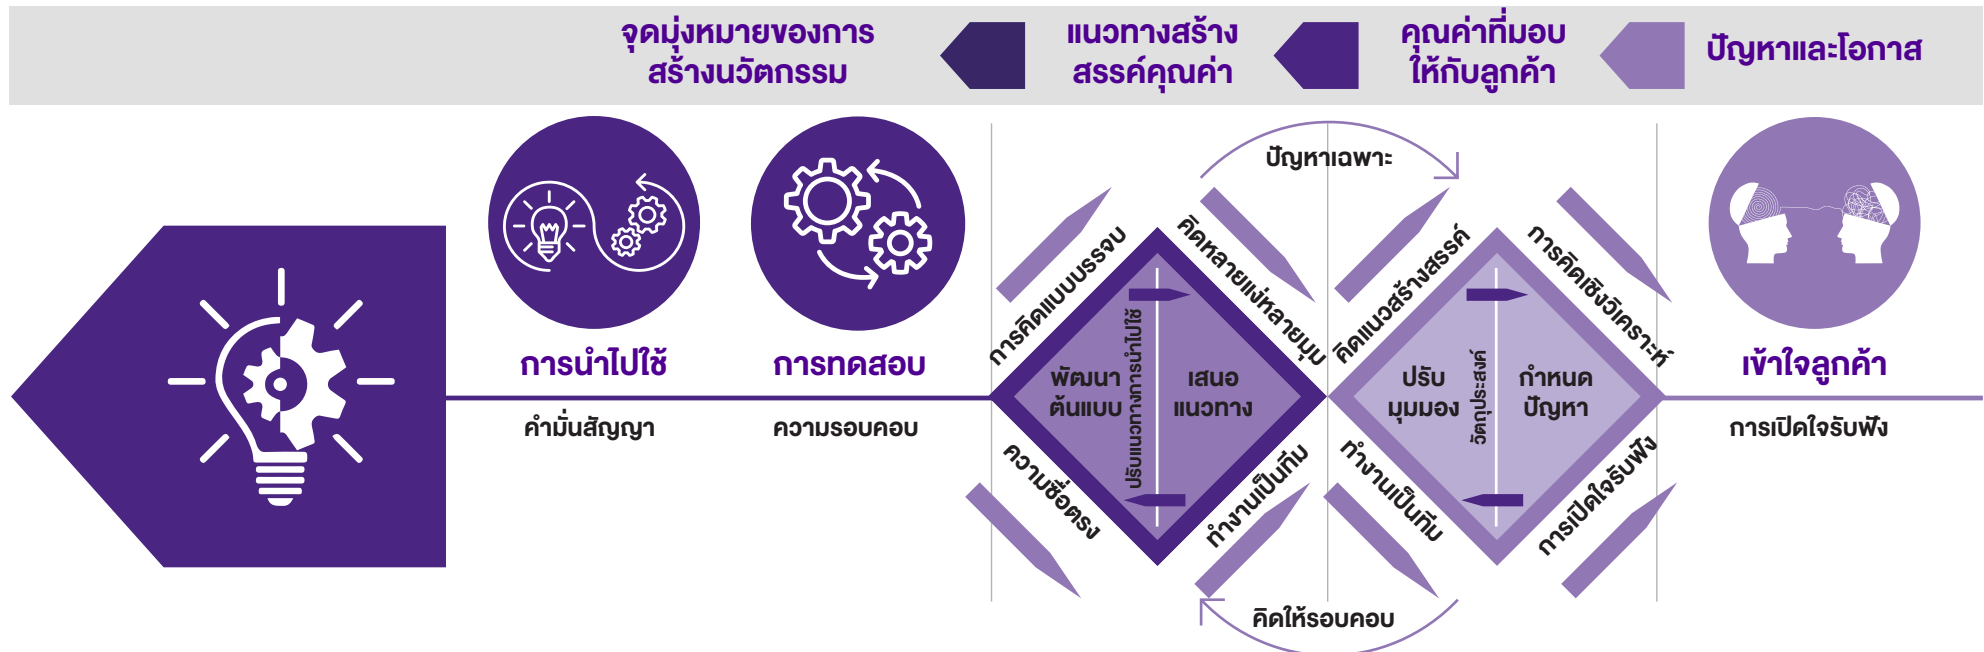 จุดมุ่งหมายของการ
สร้างนวัตกรรม
แนวทางสร้าง
สรรค์คุณค่า
คุณค่าที่มอบ
ให้กับลูกค้า
ปัญหาและโอกาส
ปัญหาเฉพาะ
การคิดแบบบรรจบ
คิดหลายแง่หลายมุม
คิดแนวสร้างสรรค์
การคิดเชิงวิเคราะห์
การนำไปใช้
การทดสอบ
เข้าใจลูกค้า
พัฒนา
ต้นแบบ
ปรับแนวทางการนำไปใช้
เสนอ
แนวทาง
ปรับ
มุมมอง
วัตถุประสงค์
กำหนด
ปัญหา
คำมั่นสัญญา
ความรอบคอบ
การเปิดใจรับฟัง
ความซื่อตรง
ทำงานเป็นทีม
ทำงานเป็นทีม
การเปิดใจรับฟัง
คิดให้รอบคอบ